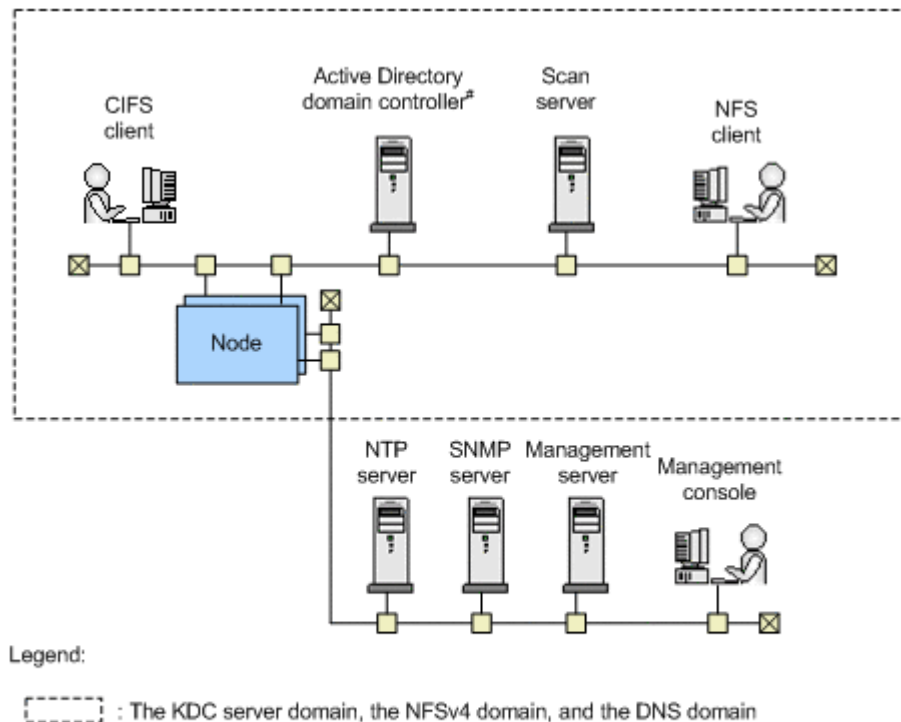 Active Directory
domain controller#
Scan
server
CIFS
client
NFS
client
Node
NTP
server
SNMP
server
Management
server
Management
console
Legend:
: The KDC server domain, the NFSv4 domain, and the DNS domain